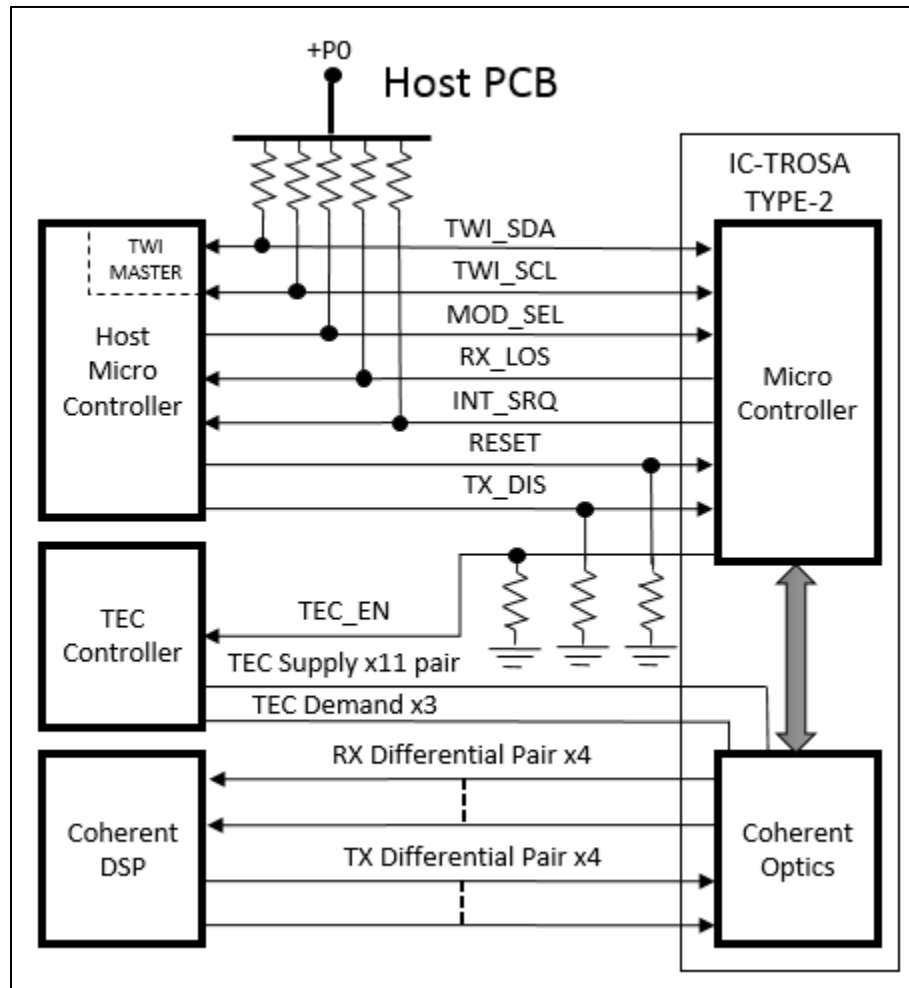 +P0
Host PCB
IC-TROSA
TYPE-2
TWI
MASTER
Host
Micro
Controller
TWI_SDA
TWI_SCL
MOD_SEL
RX_LOS
INT_SRQ
RESET
TX_DIS
Micro
Controller
TEC
Controller
TEC_EN
TEC Supply x11 pair
TEC Demand x3
Coherent
DSP
RX Differential Pair x4
TX Differential Pair x4
Coherent
Optics